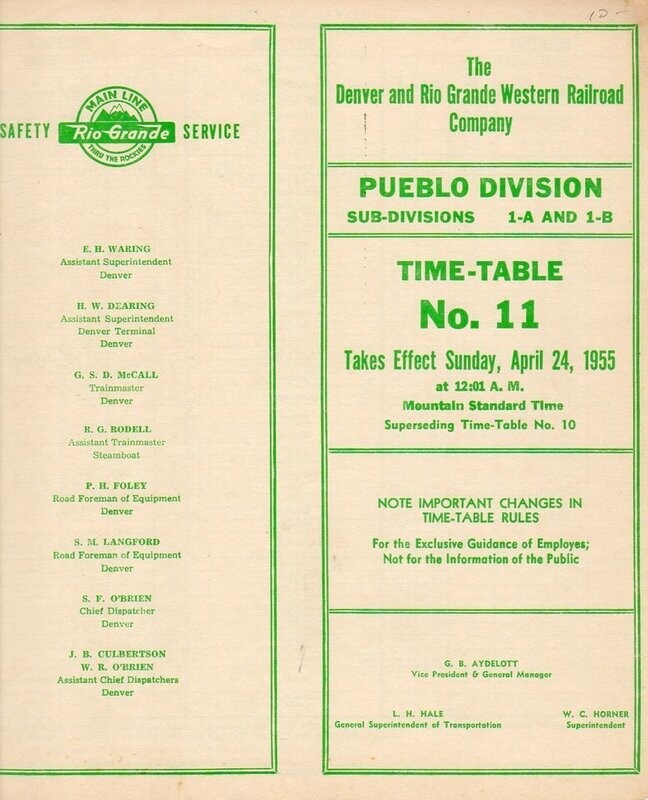 SAFETY
MAIN LINE
Rio Grande
THRU THE ROCKIES
SERVICE
E. H. WARING
Assistant Superintendent
Denver
H. W. DEARING
Assistant Superintendent
Denver Terminal
Denver
G. S. D. McCALL
Trainmaster
Denver
R. G. RODELL
Assistant Trainmaster
Steamboat
P. H. FOLEY
Road Foreman of Equipment
Denver
S. M. LANGFORD
Road Foreman of Equipment
Denver
S. F. O'BRIEN
Chief Dispatcher
Denver
J. B. CULBERTSON
W. R. O'BRIEN
Assistant Chief Dispatchers
Denver
10 -
The
Denver and Rio Grande Western Railroad
Company
PUEBLO DIVISION
SUB-DIVISIONS 1-A AND 1-B
TIME-TABLE
No. 11
Takes Effect Sunday, April 24, 1955
at 12:01 A. M.
Mountain Standard Time
Superseding Time-Table No. 10
NOTE IMPORTANT CHANGES IN
TIME-TABLE RULES
For the Exclusive Guidance of Employes;
Not for the Information of the Public
G. B. AYDELOTT
Vice President & General Manager
L. H. HALE
General Superintendent of Transportation
W. C. HORNER
Superintendent